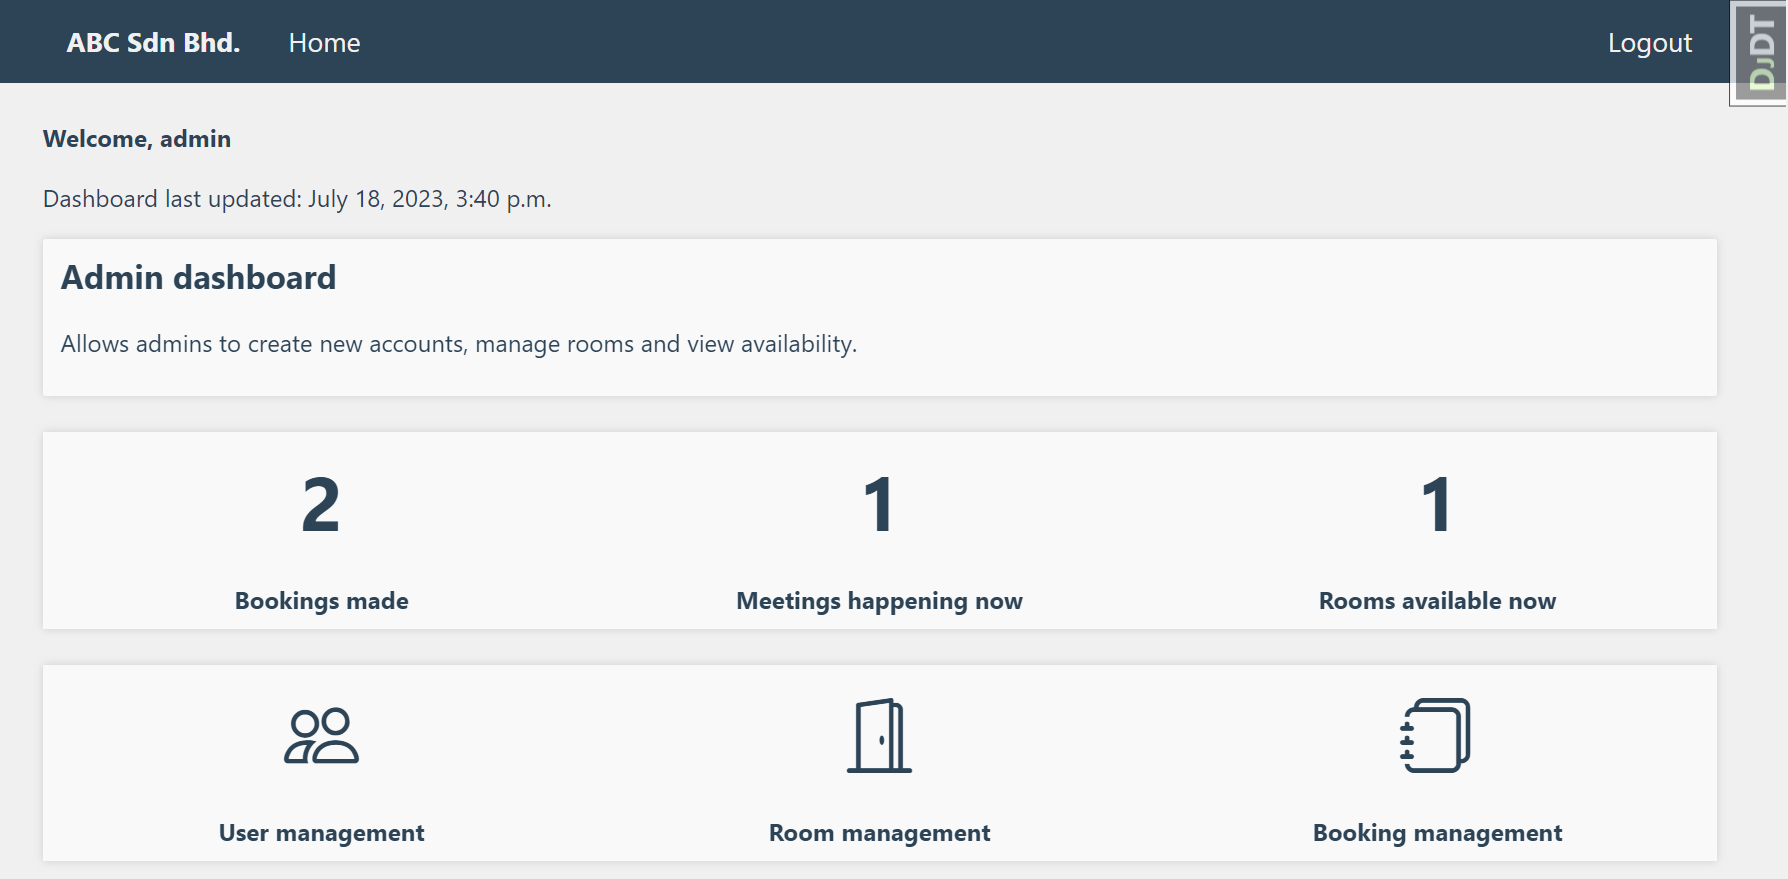 ABC Sdn Bhd. Home Logout
DJDT
Welcome, admin
Dashboard last updated: July 18, 2023, 3:40 p.m.
Admin dashboard
Allows admins to create new accounts, manage rooms and view availability.
2 1 1
Bookings made Meetings happening now Rooms available now
User management Room management Booking management